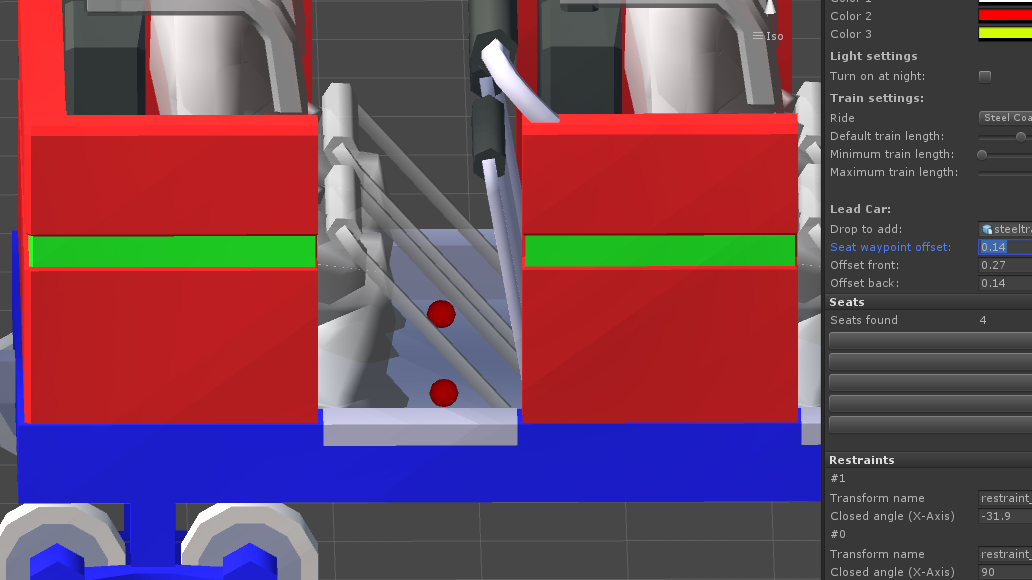 Iso
Color 1
Color 2
Color 3
Light settings
Turn on at night:
Train settings:
Ride Steel Coa
Default train length:
Minimum train length:
Maximum train length:
Lead Car:
Drop to add: steeltra
Seat waypoint offset: 0.14
Offset front: 0.27
Offset back: 0.14
Seats
Seats found 4
Restraints
#1
Transform name restraint_
Closed angle (X-Axis) -31.9
#0
Transform name restraint_
Closed angle (X-Axis) 90